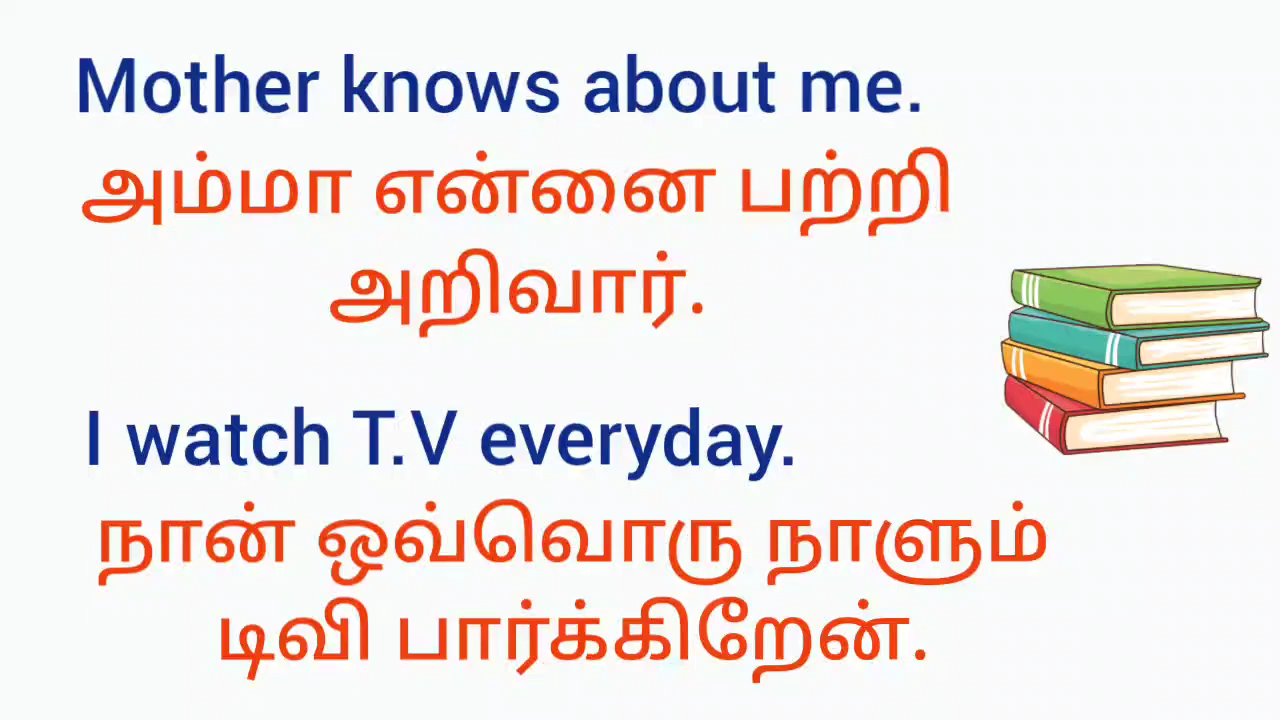 Mother knows about me.
அம்மா என்னை பற்றி
அறிவார்.
I watch T.V everyday.
நான் ஒவ்வொரு நாளும்
டிவி பார்க்கிறேன்.